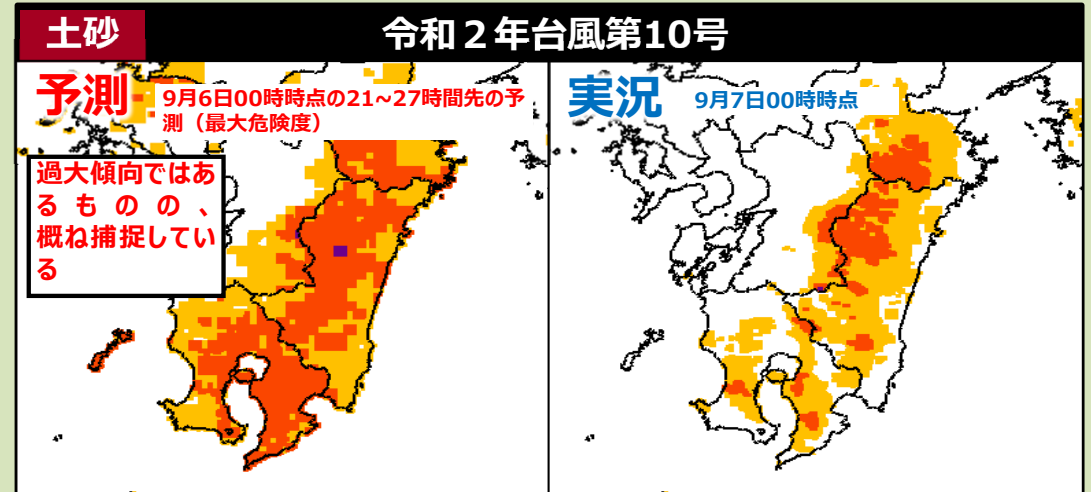 土砂
令和２年台風第10号
予測
9月6日00時時点の21~27時間先の予
測（最大危険度）
過大傾向ではあ
るものの、
概ね捕捉してい
る
実況
9月7日00時時点